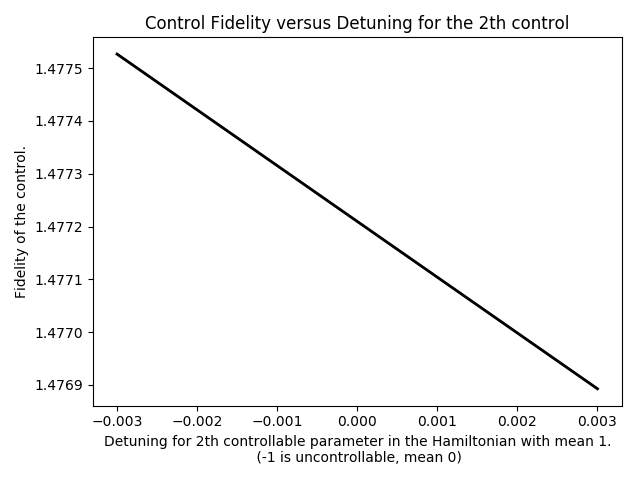 Control Fidelity versus Detuning for the 2th control
Fidelity of the control.
1.4775
1.4774
1.4773
1.4772
1.4771
1.4770
1.4769
−0.003 −0.002 −0.001 0.000 0.001 0.002 0.003
Detuning for 2th controllable parameter in the Hamiltonian with mean 1.
(-1 is uncontrollable, mean 0)